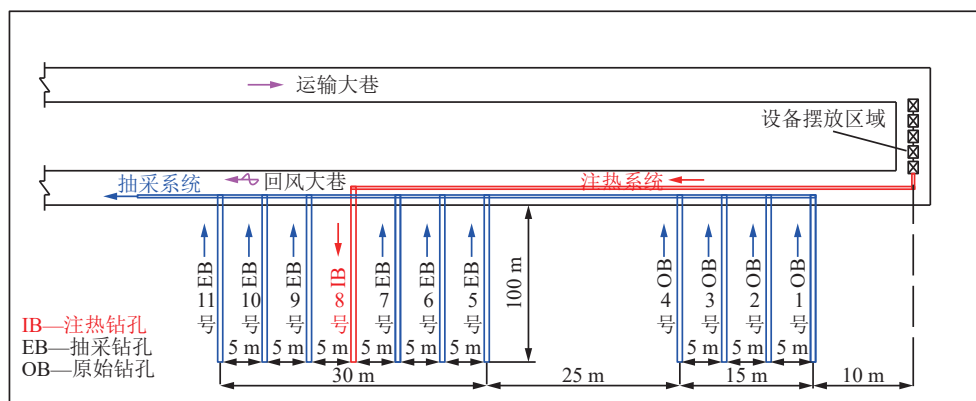 运输大巷
设备摆放区域
抽采系统
回风大巷
注热系统
EB 11 号
EB 10 号
EB 9 号
IB 8 号
EB 7 号
EB 6 号
EB 5 号
100 m
OB 4 号
OB 3 号
OB 2 号
OB 1 号
IB—注热钻孔
EB—抽采钻孔
OB—原始钻孔
5 m
5 m
5 m
5 m
5 m
5 m
5 m
5 m
5 m
30 m
25 m
15 m
10 m